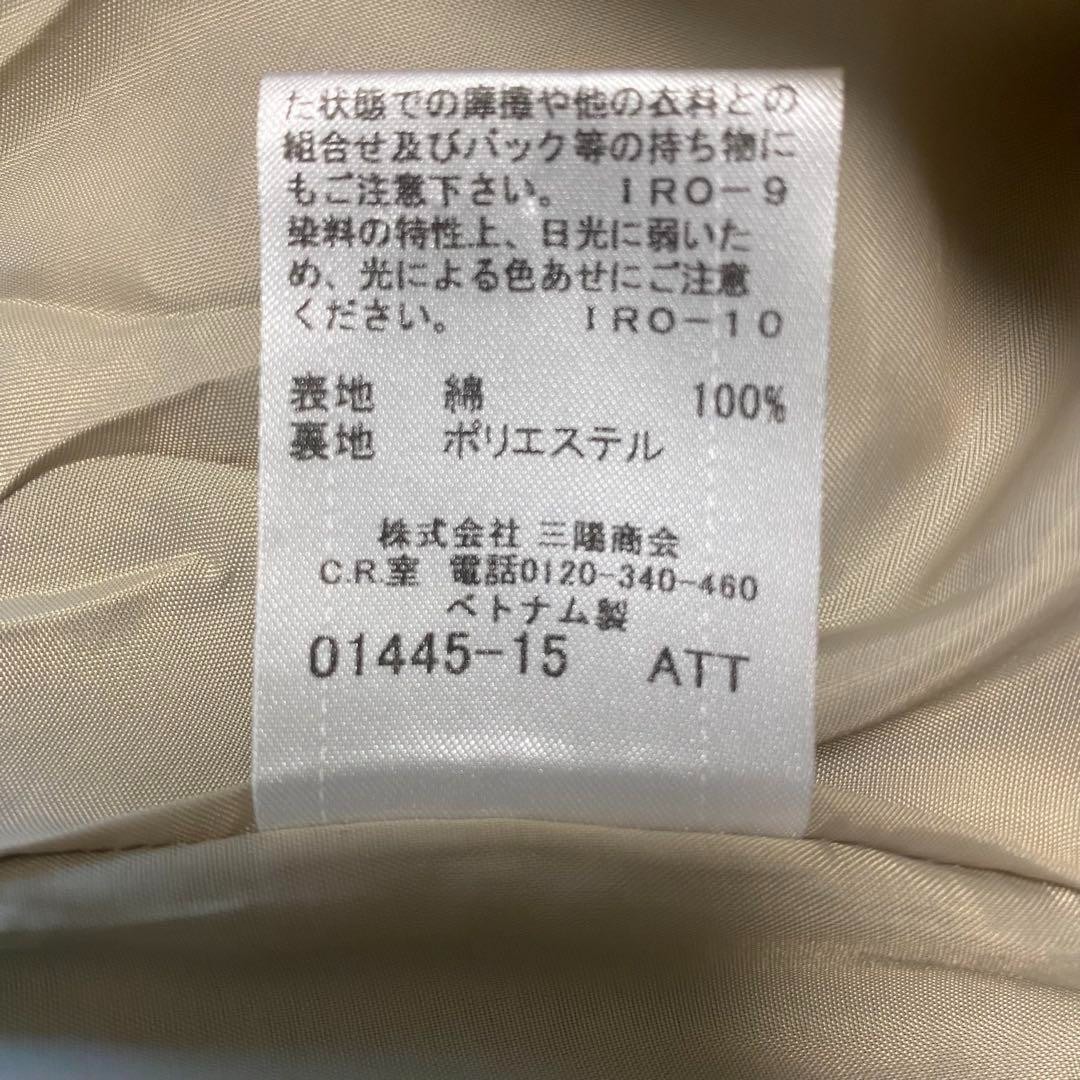 た状態での摩擦や他の衣料との
組合せ及びバック等の持ち物に
もご注意下さい。 IRO-9
染料の特性上、日光に弱いた
め、光による色あせにご注意
ください。 IRO-10
表地 綿 100%
裏地 ポリエステル
株式会社 三陽商会
C.R.室 電話0120-340-460
ベトナム製
01445-15 ATT